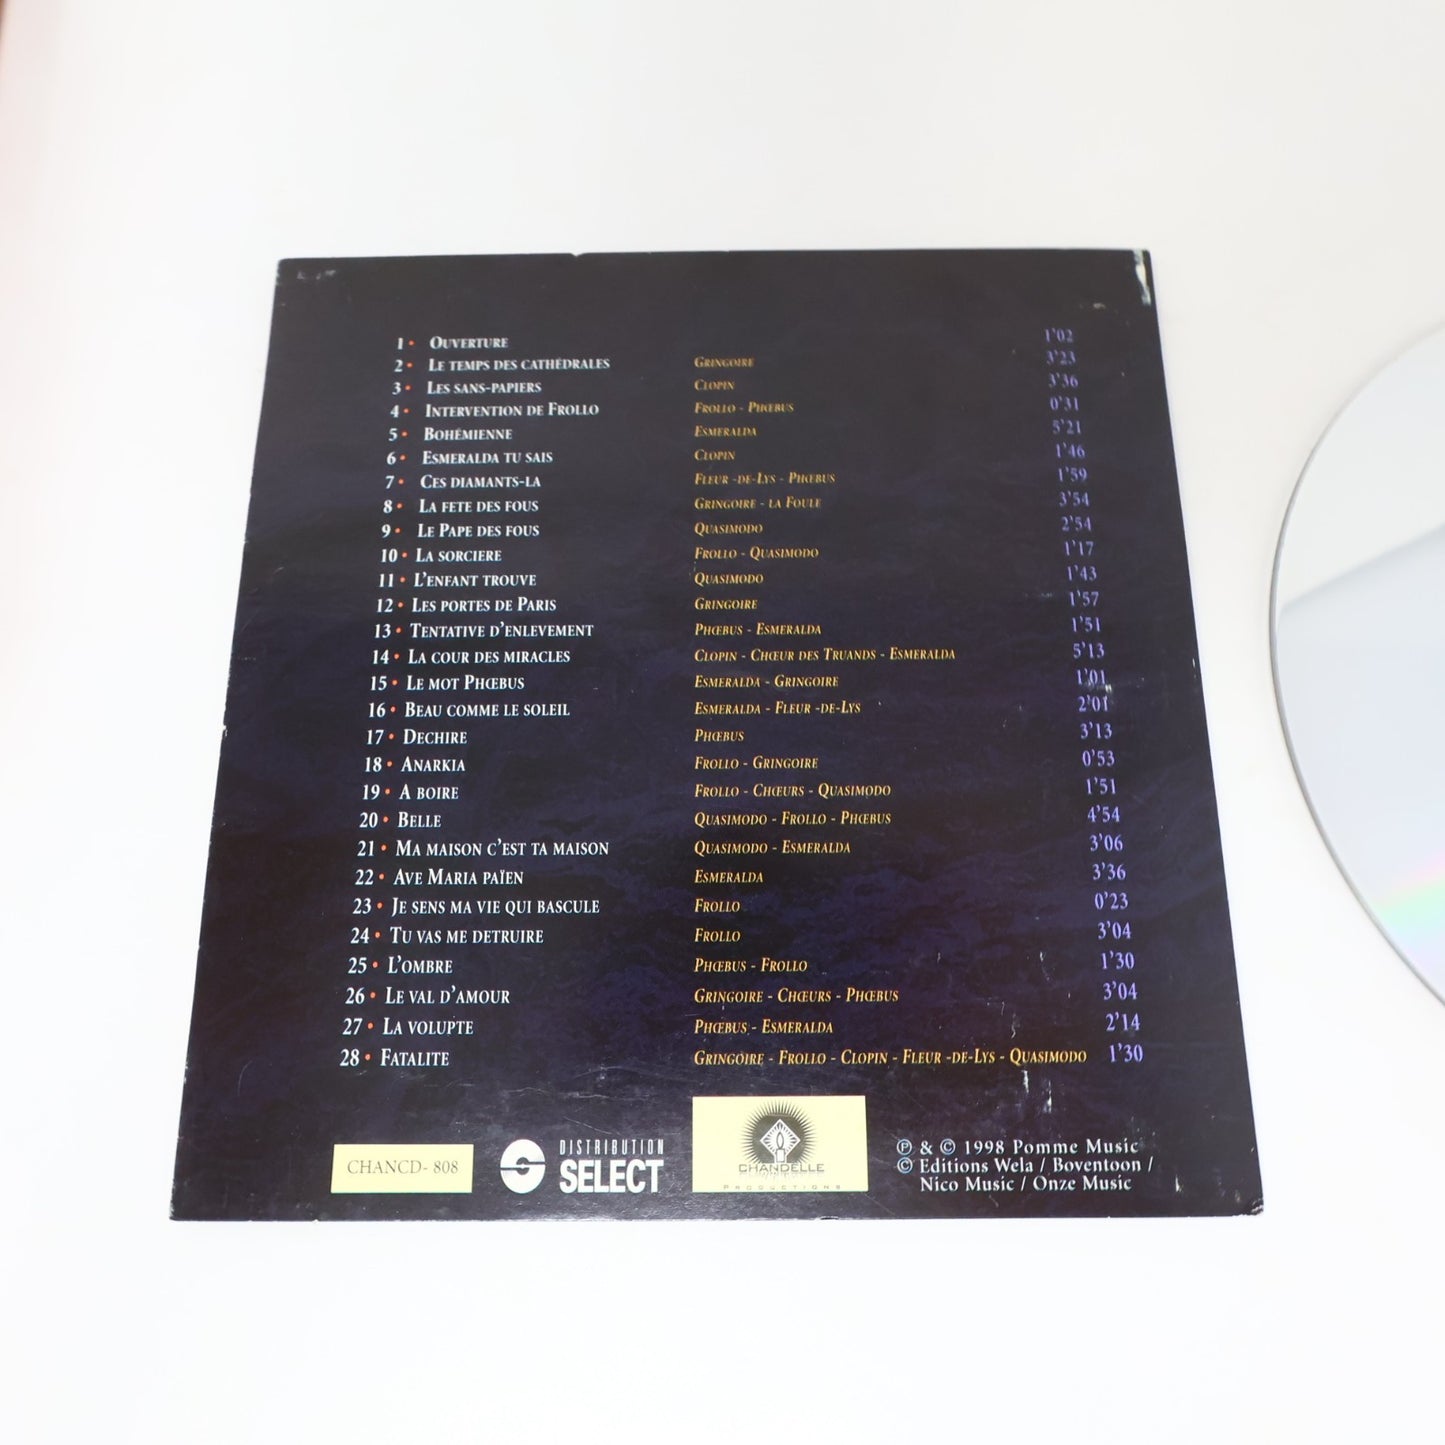 1• OUVERTURE 1'02
2• LE TEMPS DES CATHÉDRALES GRINGOIRE 3'23
3• LES SANS-PAPIERS CLOPIN 3'36
4• INTERVENTION DE FROLLO FROLLO - PHŒBUS 0'31
5• BOHÉMIENNE ESMERALDA 5'21
6• ESMERALDA TU SAIS CLOPIN 1'46
7• CES DIAMANTS-LA FLEUR -DE-LYS - PHŒBUS 1'59
8• LA FETE DES FOUS GRINGOIRE - LA FOULE 3'54
9• LE PAPE DES FOUS QUASIMODO 2'54
10• LA SORCIERE FROLLO - QUASIMODO 1'17
11• L'ENFANT TROUVE QUASIMODO 1'43
12• LES PORTES DE PARIS GRINGOIRE 1'57
13• TENTATIVE D'ENLEVEMENT PHŒBUS - ESMERALDA 1'51
14• LA COUR DES MIRACLES CLOPIN - CHŒUR DES TRUANDS - ESMERALDA 5'13
15• LE MOT PHŒBUS ESMERALDA - GRINGOIRE 1'01
16• BEAU COMME LE SOLEIL ESMERALDA - FLEUR -DE-LYS 2'01
17• DECHIRE PHŒBUS 3'13
18• ANARKIA FROLLO - GRINGOIRE 0'53
19• A BOIRE FROLLO - CHŒURS - QUASIMODO 1'51
20• BELLE QUASIMODO - FROLLO - PHŒBUS 4'54
21• MA MAISON C'EST TA MAISON QUASIMODO - ESMERALDA 3'06
22• AVE MARIA PAÏEN ESMERALDA 3'36
23• JE SENS MA VIE QUI BASCULE FROLLO 0'23
24• TU VAS ME DETRUIRE FROLLO 3'04
25• L'OMBRE PHŒBUS - FROLLO 1'30
26• LE VAL D'AMOUR GRINGOIRE - CHŒURS - PHŒBUS 3'04
27• LA VOLUPTE PHŒBUS - ESMERALDA 2'14
28• FATALITE GRINGOIRE - FROLLO - CLOPIN - FLEUR -DE-LYS - QUASIMODO 1'30
CHANCD- 808
DISTRIBUTION
SELECT
CHANDELLE
PRODUCTIONS
℗ & © 1998 Pomme Music
© Editions Wela / Boventoon /
Nico Music / Onze Music